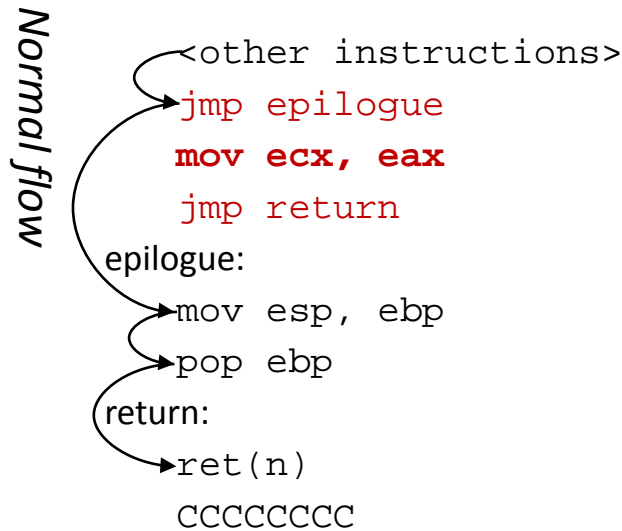 Normal flow
<other instructions>
jmp epilogue
mov ecx, eax
jmp return
epilogue:
mov esp, ebp
pop ebp
return:
ret(n)
CCCCCCCC